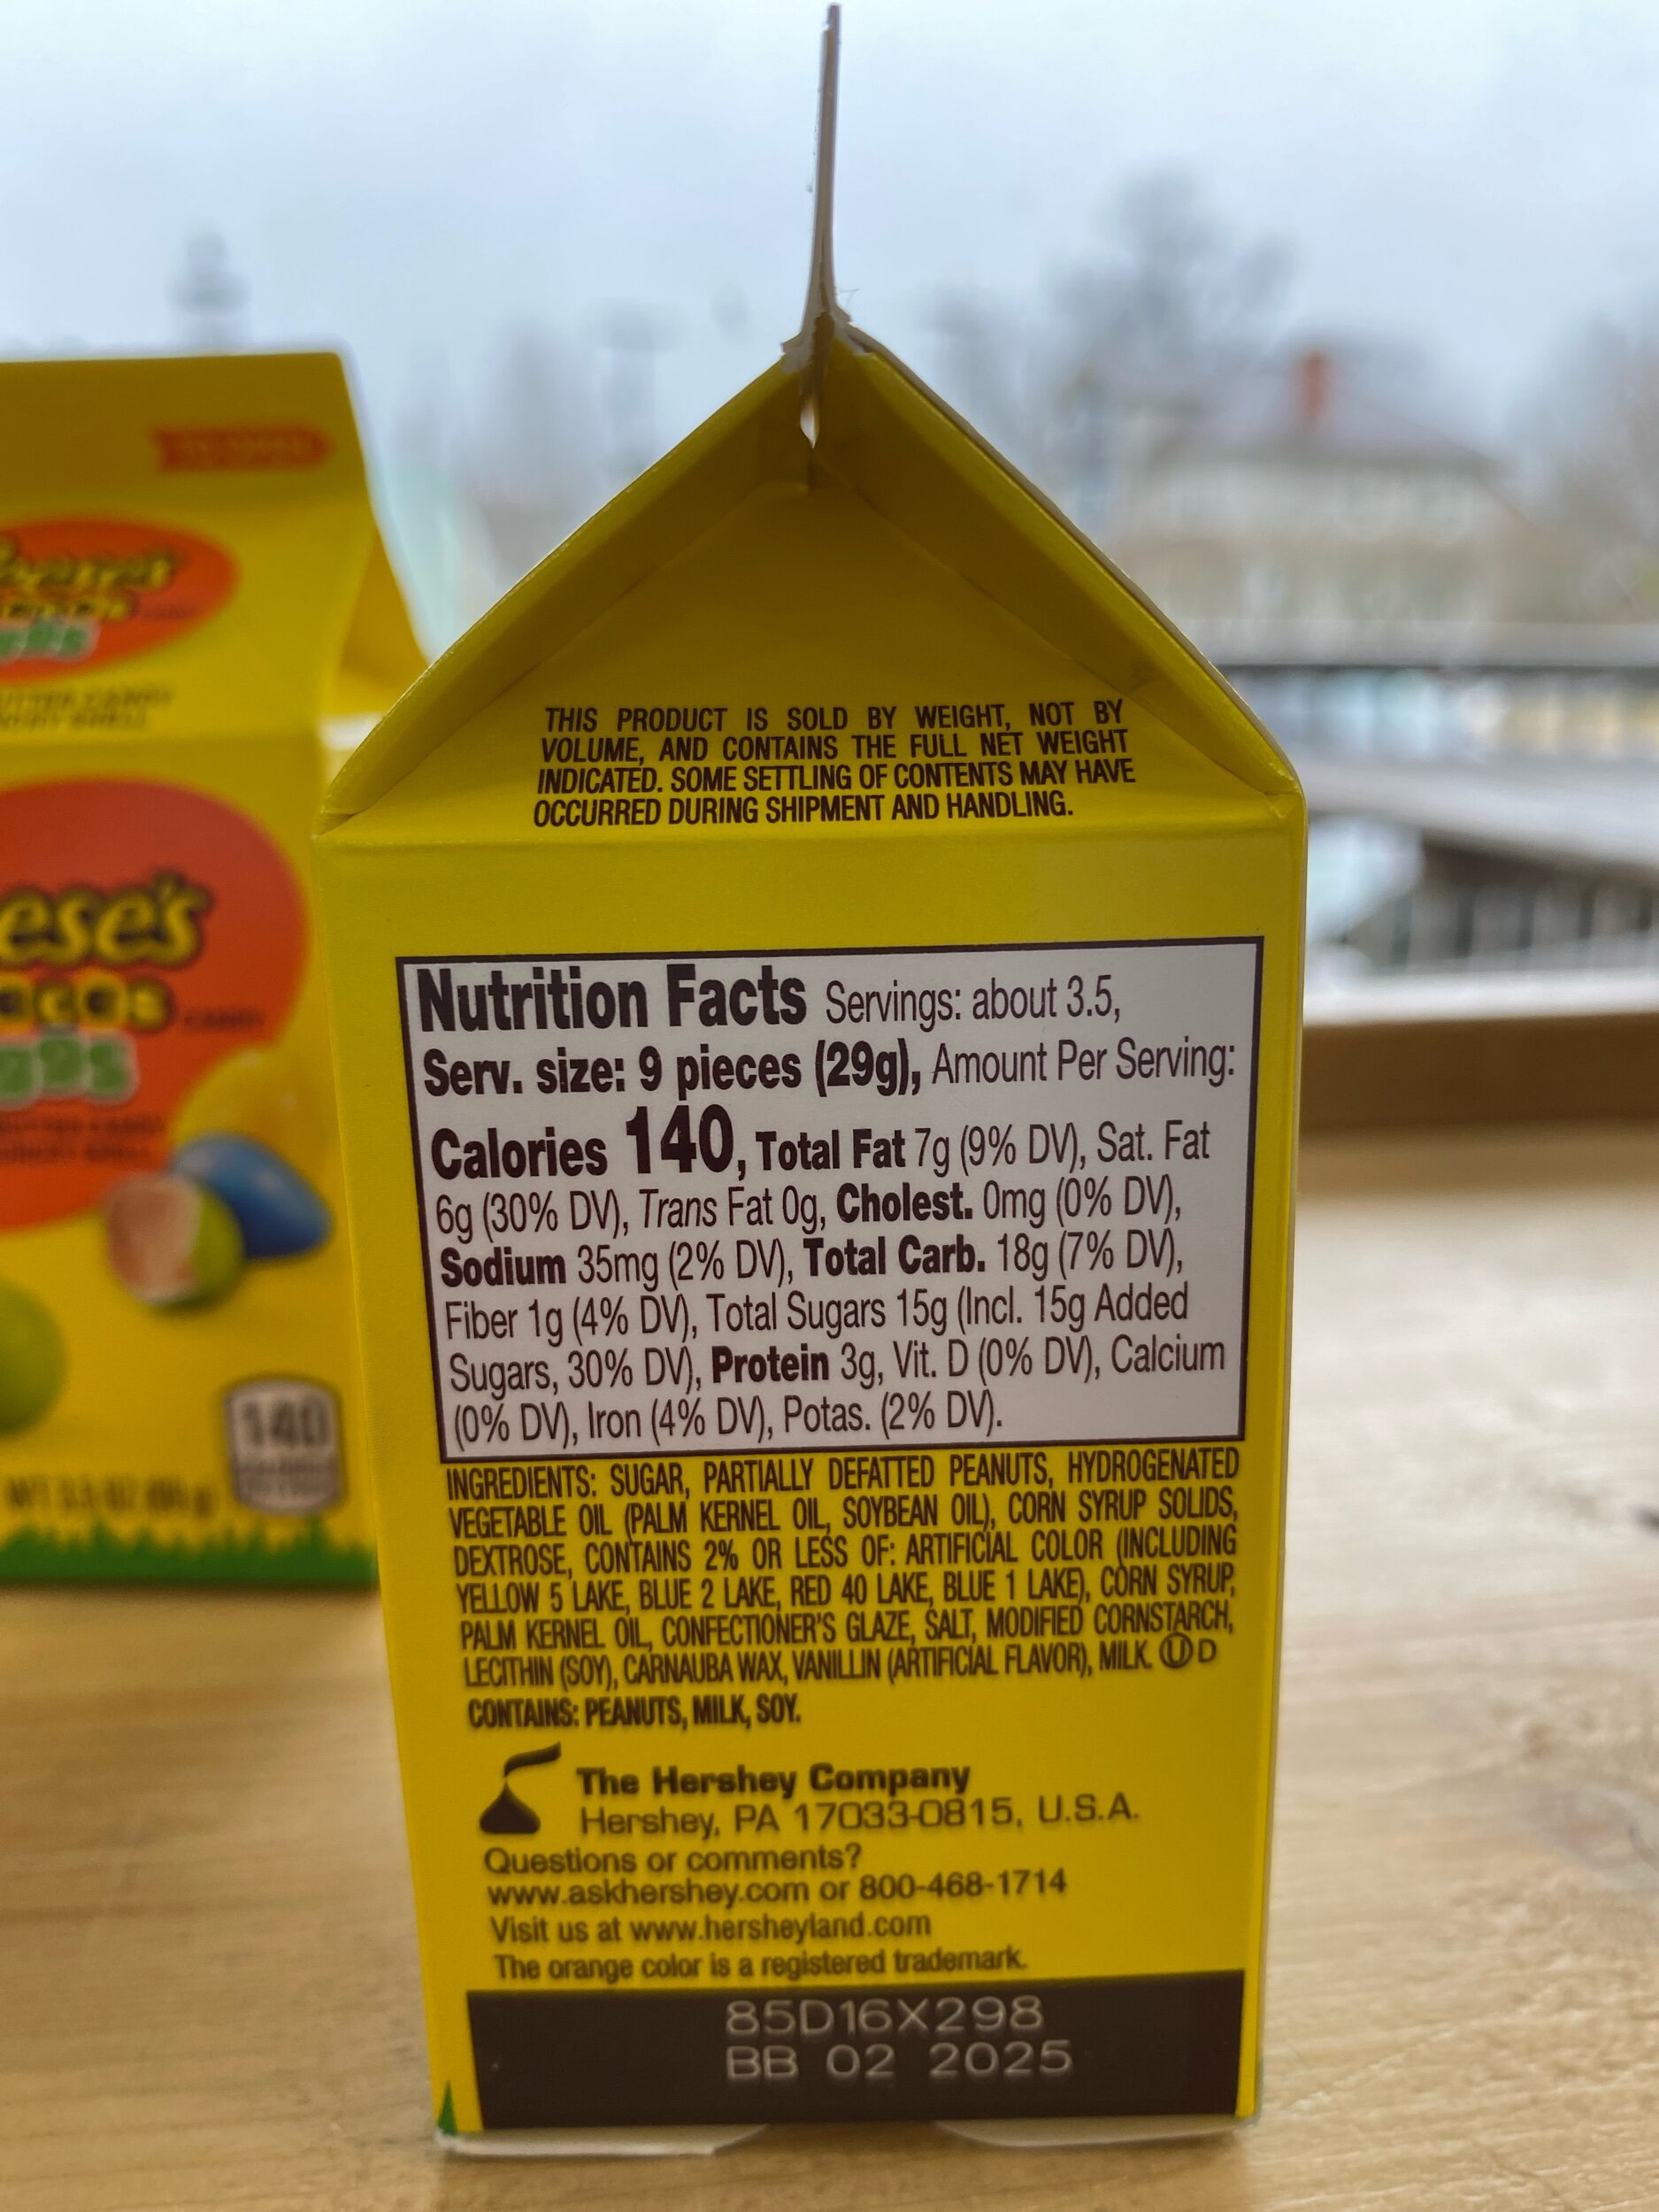 THIS PRODUCT IS SOLD BY WEIGHT, NOT BY
VOLUME, AND CONTAINS THE FULL NET WEIGHT
INDICATED. SOME SETTLING OF CONTENTS MAY HAVE
OCCURRED DURING SHIPMENT AND HANDLING.
ese's
140
Nutrition Facts Servings: about 3.5,
Serv. size: 9 pieces (29g), Amount Per Serving:
Calories 140, Total Fat 7g (9% DV), Sat. Fat
6g (30% DV), Trans Fat 0g, Cholest. 0mg (0% DV),
Sodium 35mg (2% DV), Total Carb. 18g (7% DV),
Fiber 1g (4% DV), Total Sugars 15g (Incl. 15g Added
Sugars, 30% DV), Protein 3g, Vit. D (0% DV), Calcium
(0% DV), Iron (4% DV), Potas. (2% DV).
INGREDIENTS: SUGAR, PARTIALLY DEFATTED PEANUTS, HYDROGENATED
VEGETABLE OIL (PALM KERNEL OIL, SOYBEAN OIL), CORN SYRUP SOLIDS,
DEXTROSE, CONTAINS 2% OR LESS OF: ARTIFICIAL COLOR (INCLUDING
YELLOW 5 LAKE, BLUE 2 LAKE, RED 40 LAKE, BLUE 1 LAKE), CORN SYRUP,
PALM KERNEL OIL, CONFECTIONER'S GLAZE, SALT, MODIFIED CORNSTARCH,
LECITHIN (SOY), CARNAUBA WAX, VANILLIN (ARTIFICIAL FLAVOR), MILK. Ⓤ D
CONTAINS: PEANUTS, MILK, SOY.
The Hershey Company
Hershey, PA 17033-0815, U.S.A.
Questions or comments?
www.askhershey.com or 800-468-1714
Visit us at www.hersheyland.com
The orange color is a registered trademark.
85D16X298
BB 02 2025